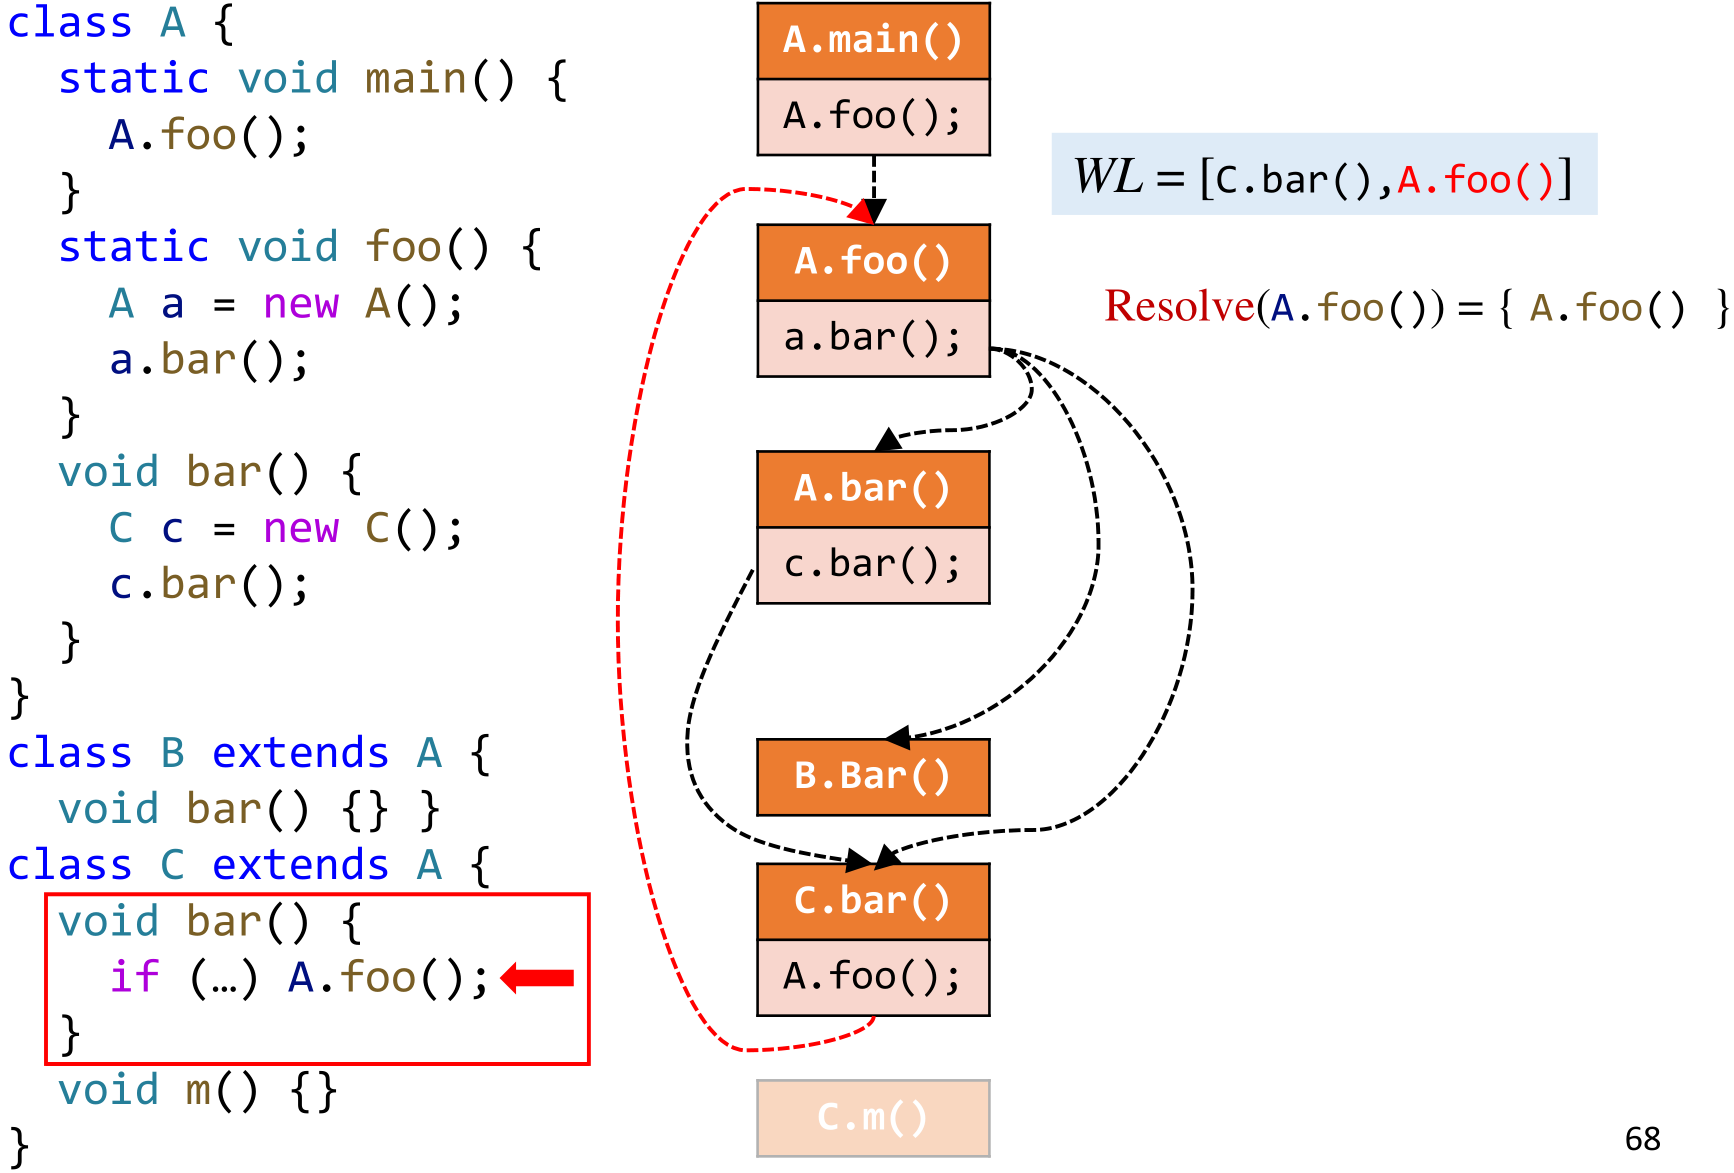 class A {
  static void main() {
    A.foo();
  }
  static void foo() {
    A a = new A();
    a.bar();
  }
  void bar() {
    C c = new C();
    c.bar();
  }
}
class B extends A {
  void bar() {} }
class C extends A {
  void bar() {
    if (…) A.foo();
  }
  void m() {}
}
A.main()
A.foo();
A.foo()
a.bar();
A.bar()
c.bar();
B.Bar()
C.bar()
A.foo();
C.m()
WL = [C.bar(),A.foo()]
Resolve(A.foo()) = { A.foo() }
68